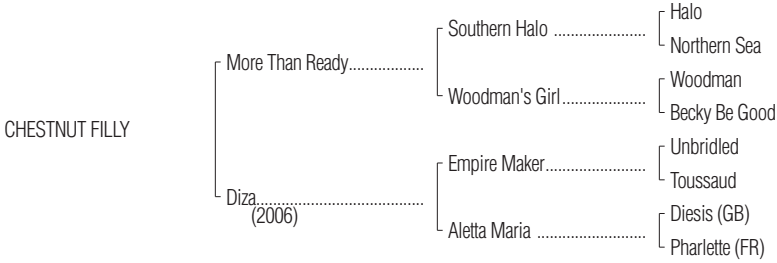 Halo
Southern Halo .......................
Northern Sea
More Than Ready..................
Woodman
Woodman's Girl.....................
Becky Be Good
CHESTNUT FILLY
Unbridled
Empire Maker.........................
Toussaud
Diza.........................................
(2006)
Diesis (GB)
Aletta Maria ...........................
Pharlette (FR)